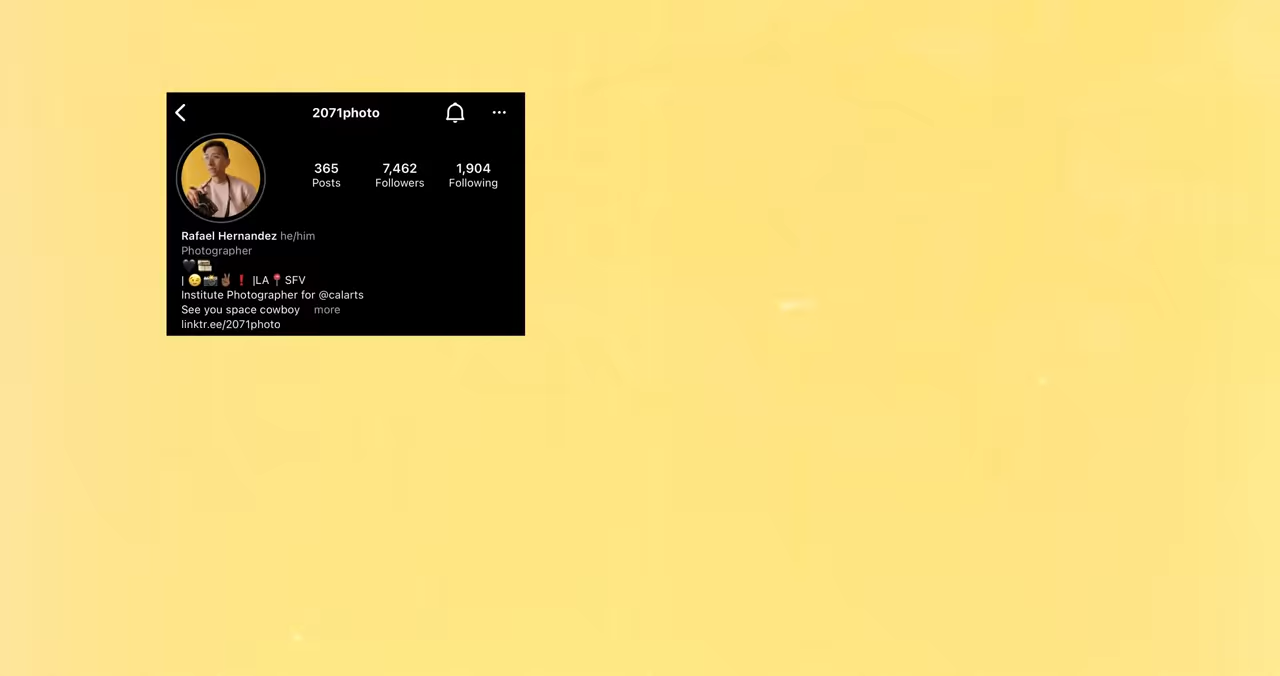 2071photo
365 7,462 1,904
Posts Followers Following
Rafael Hernandez he/him
Photographer
🖤📻
| 😉📸✌🏾❗ |LA📍SFV
Institute Photographer for @calarts
See you space cowboy more
linktr.ee/2071photo